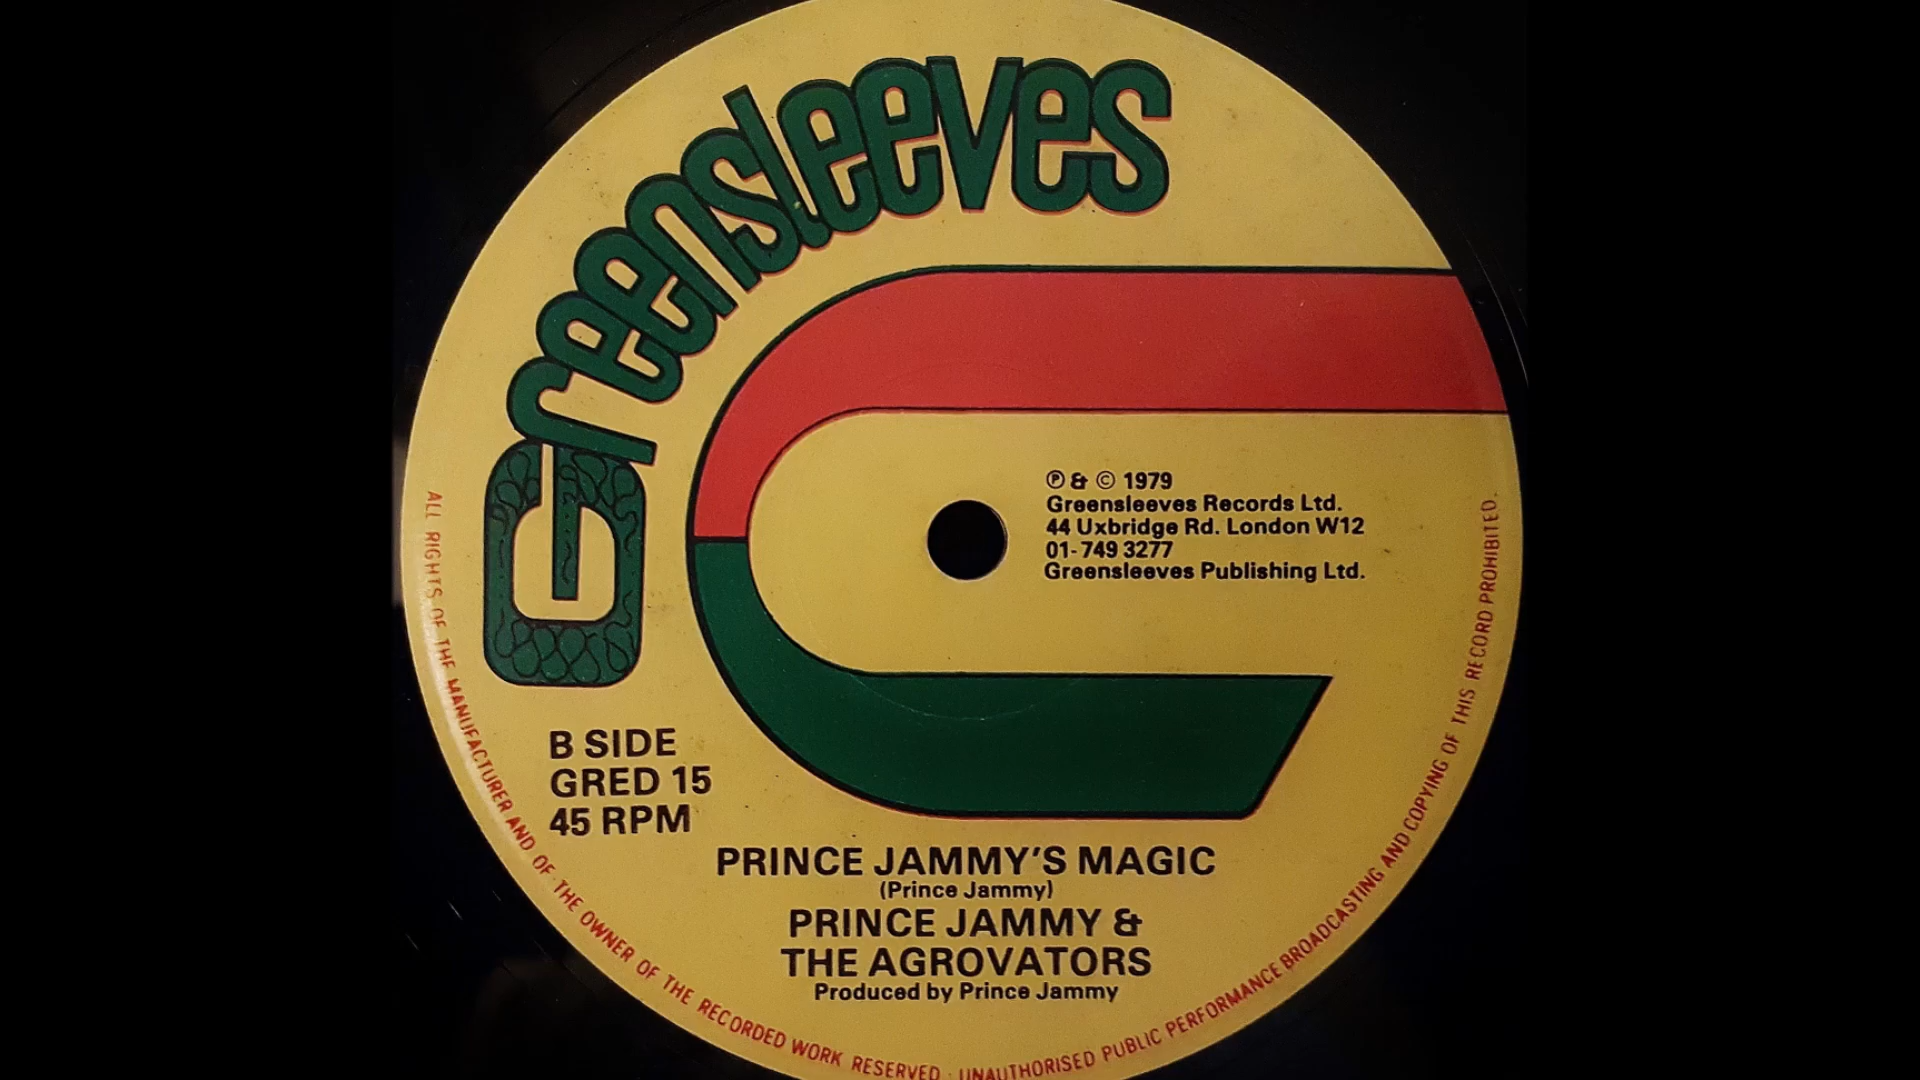 Greensleeves
℗ & © 1979
Greensleeves Records Ltd.
44 Uxbridge Rd. London W12
01-749 3277
Greensleeves Publishing Ltd.
B SIDE
GRED 15
45 RPM
PRINCE JAMMY'S MAGIC
(Prince Jammy)
PRINCE JAMMY &
THE AGROVATORS
Produced by Prince Jammy
ALL RIGHTS OF THE MANUFACTURER AND OF THE OWNER OF THE RECORDED WORK RESERVED · UNAUTHORISED PUBLIC PERFORMANCE BROADCASTING AND COPYING OF THIS RECORD PROHIBITED.